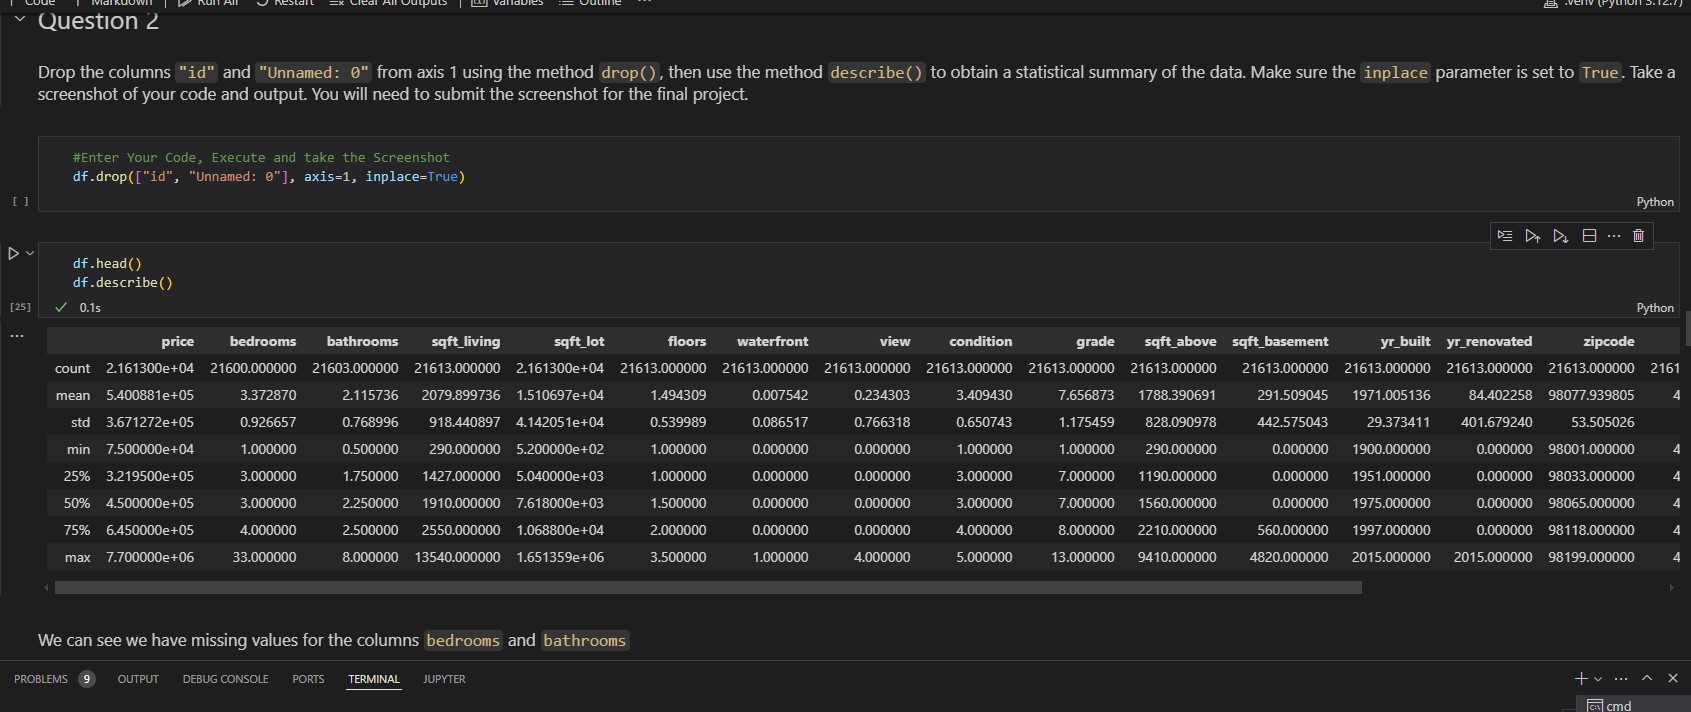 Code Markdown Run All Restart Clear All Outputs Variables Outline ... .venv (Python 3.12.7)
Question 2
Drop the columns "id" and "Unnamed: 0" from axis 1 using the method drop(), then use the method describe() to obtain a statistical summary of the data. Make sure the inplace parameter is set to True. Take a
screenshot of your code and output. You will need to submit the screenshot for the final project.
#Enter Your Code, Execute and take the Screenshot
df.drop(["id", "Unnamed: 0"], axis=1, inplace=True)
[ ] Python
df.head()
df.describe()
[25] 0.1s Python
price bedrooms bathrooms sqft_living sqft_lot floors waterfront view condition grade sqft_above sqft_basement yr_built yr_renovated zipcode
count 2.161300e+04 21600.000000 21603.000000 21613.000000 2.161300e+04 21613.000000 21613.000000 21613.000000 21613.000000 21613.000000 21613.000000 21613.000000 21613.000000 21613.000000 21613.000000 2161
mean 5.400881e+05 3.372870 2.115736 2079.899736 1.510697e+04 1.494309 0.007542 0.234303 3.409430 7.656873 1788.390691 291.509045 1971.005136 84.402258 98077.939805 4
std 3.671272e+05 0.926657 0.768996 918.440897 4.142051e+04 0.539989 0.086517 0.766318 0.650743 1.175459 828.090978 442.575043 29.373411 401.679240 53.505026
min 7.500000e+04 1.000000 0.500000 290.000000 5.200000e+02 1.000000 0.000000 0.000000 1.000000 1.000000 290.000000 0.000000 1900.000000 0.000000 98001.000000 4
25% 3.219500e+05 3.000000 1.750000 1427.000000 5.040000e+03 1.000000 0.000000 0.000000 3.000000 7.000000 1190.000000 0.000000 1951.000000 0.000000 98033.000000 4
50% 4.500000e+05 3.000000 2.250000 1910.000000 7.618000e+03 1.500000 0.000000 0.000000 3.000000 7.000000 1560.000000 0.000000 1975.000000 0.000000 98065.000000 4
75% 6.450000e+05 4.000000 2.500000 2550.000000 1.068800e+04 2.000000 0.000000 0.000000 4.000000 8.000000 2210.000000 560.000000 1997.000000 0.000000 98118.000000 4
max 7.700000e+06 33.000000 8.000000 13540.000000 1.651359e+06 3.500000 1.000000 4.000000 5.000000 13.000000 9410.000000 4820.000000 2015.000000 2015.000000 98199.000000 4
We can see we have missing values for the columns bedrooms and bathrooms
PROBLEMS 9 OUTPUT DEBUG CONSOLE PORTS TERMINAL JUPYTER
cmd